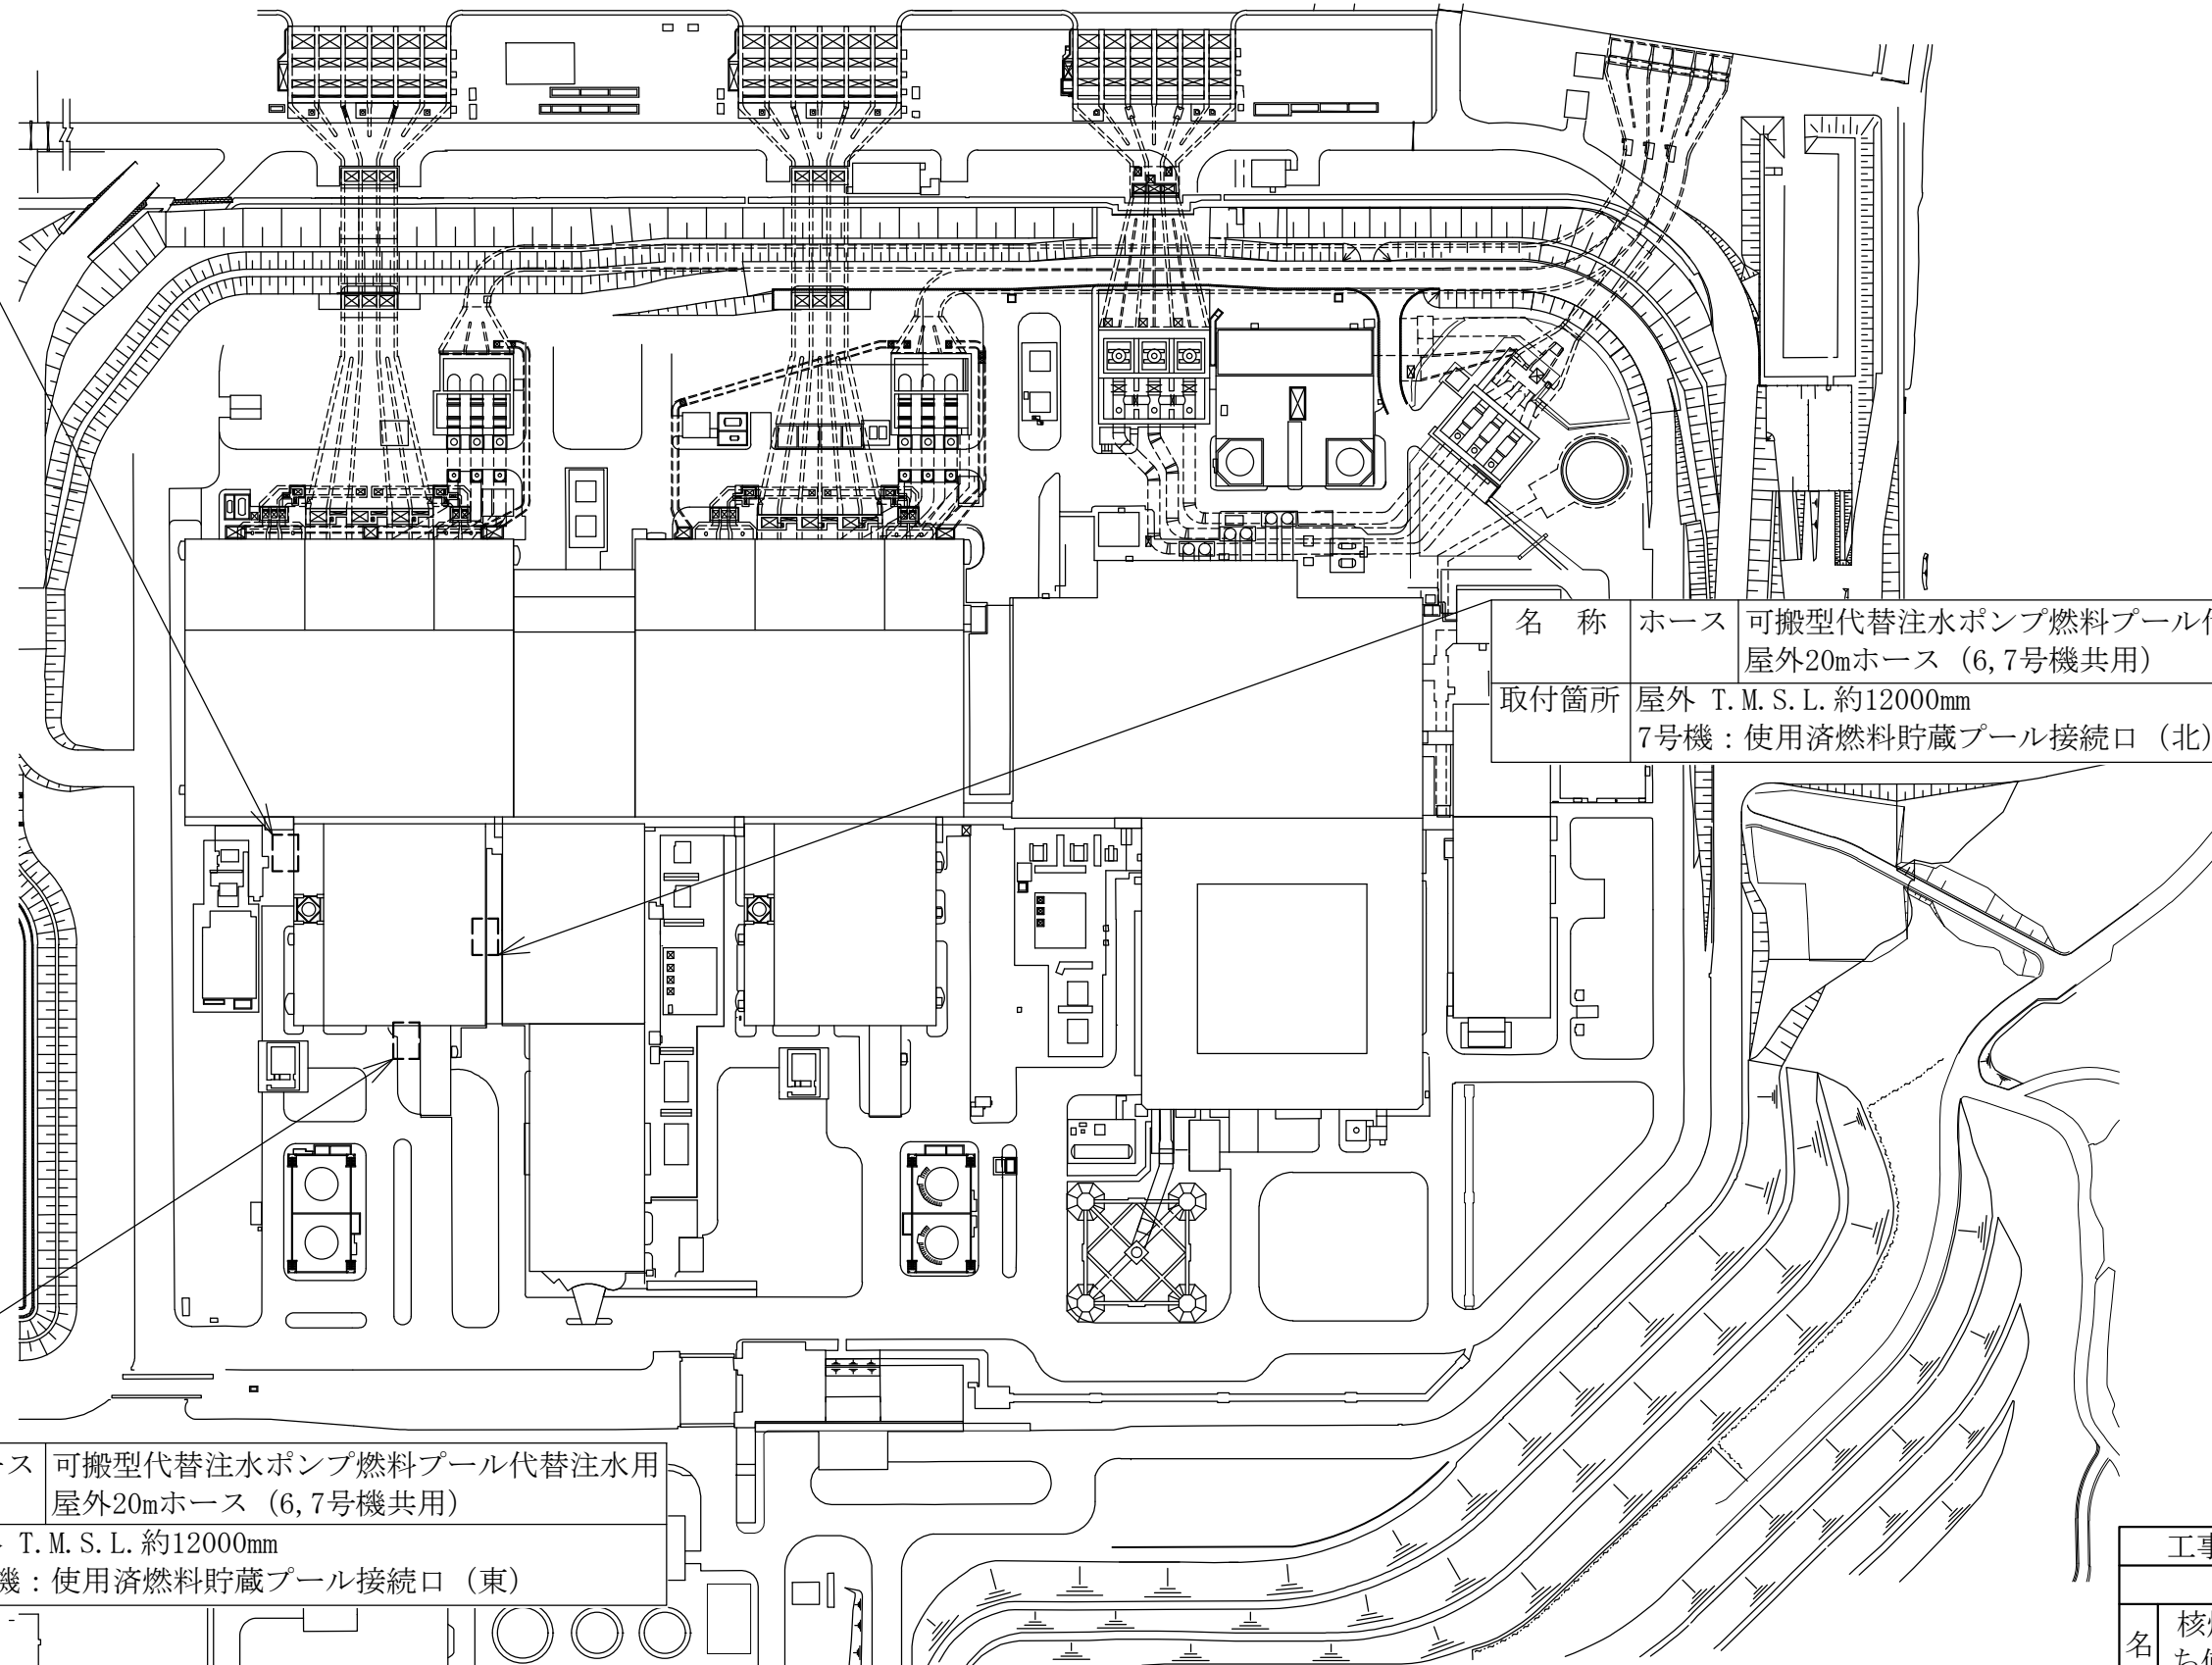 名 称 ホース 可搬型代替注水ポンプ燃料プール
屋外20mホース (6,7号機共用)
取付箇所 屋外 T.M.S.L.約12000mm
7号機:使用済燃料貯蔵プール接続口 (北)
ス 可搬型代替注水ポンプ燃料プール代替注水用
屋外20mホース (6,7号機共用)
T.M.S.L.約12000mm
機:使用済燃料貯蔵プール接続口 (東)
工事
名